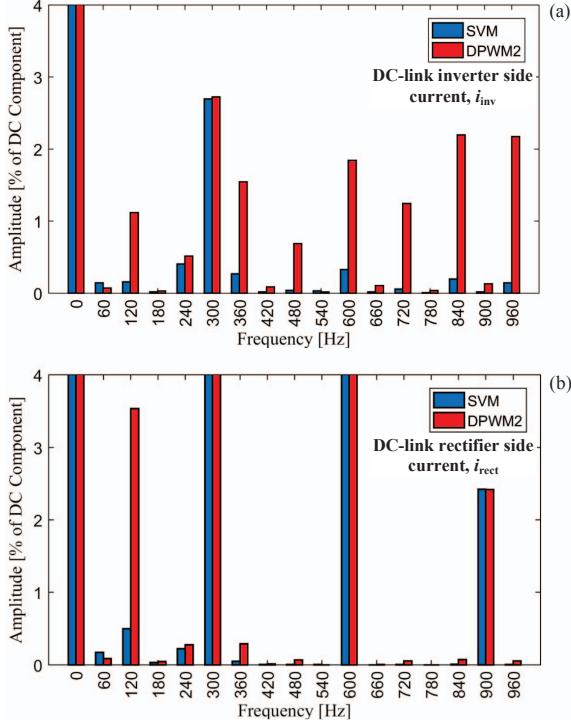 (a)
4
3
2
1
0
Amplitude [% of DC Component]
SVM
DPWM2
DC-link inverter side
current, i_inv
0 60 120 180 240 300 360 420 480 540 600 660 720 780 840 900 960
Frequency [Hz]
(b)
4
3
2
1
0
Amplitude [% of DC Component]
SVM
DPWM2
DC-link rectifier side
current, i_rect
0 60 120 180 240 300 360 420 480 540 600 660 720 780 840 900 960
Frequency [Hz]